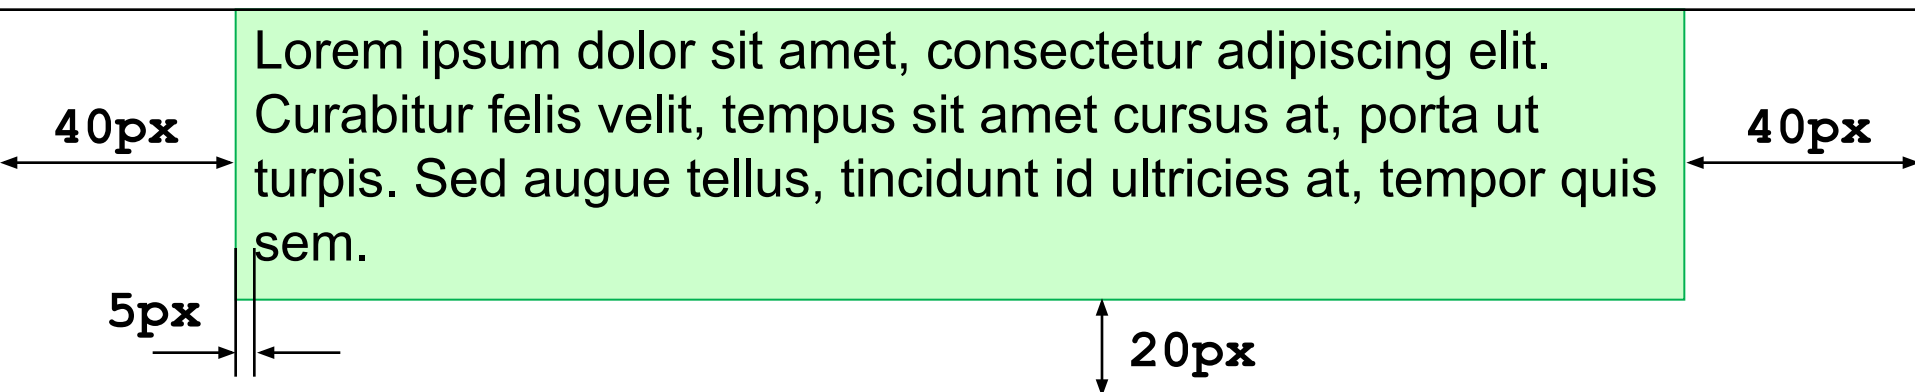 Lorem ipsum dolor sit amet, consectetur adipiscing elit.
Curabitur felis velit, tempus sit amet cursus at, porta ut
turpis. Sed augue tellus, tincidunt id ultricies at, tempor quis
sem.
40px
40px
5px
20px